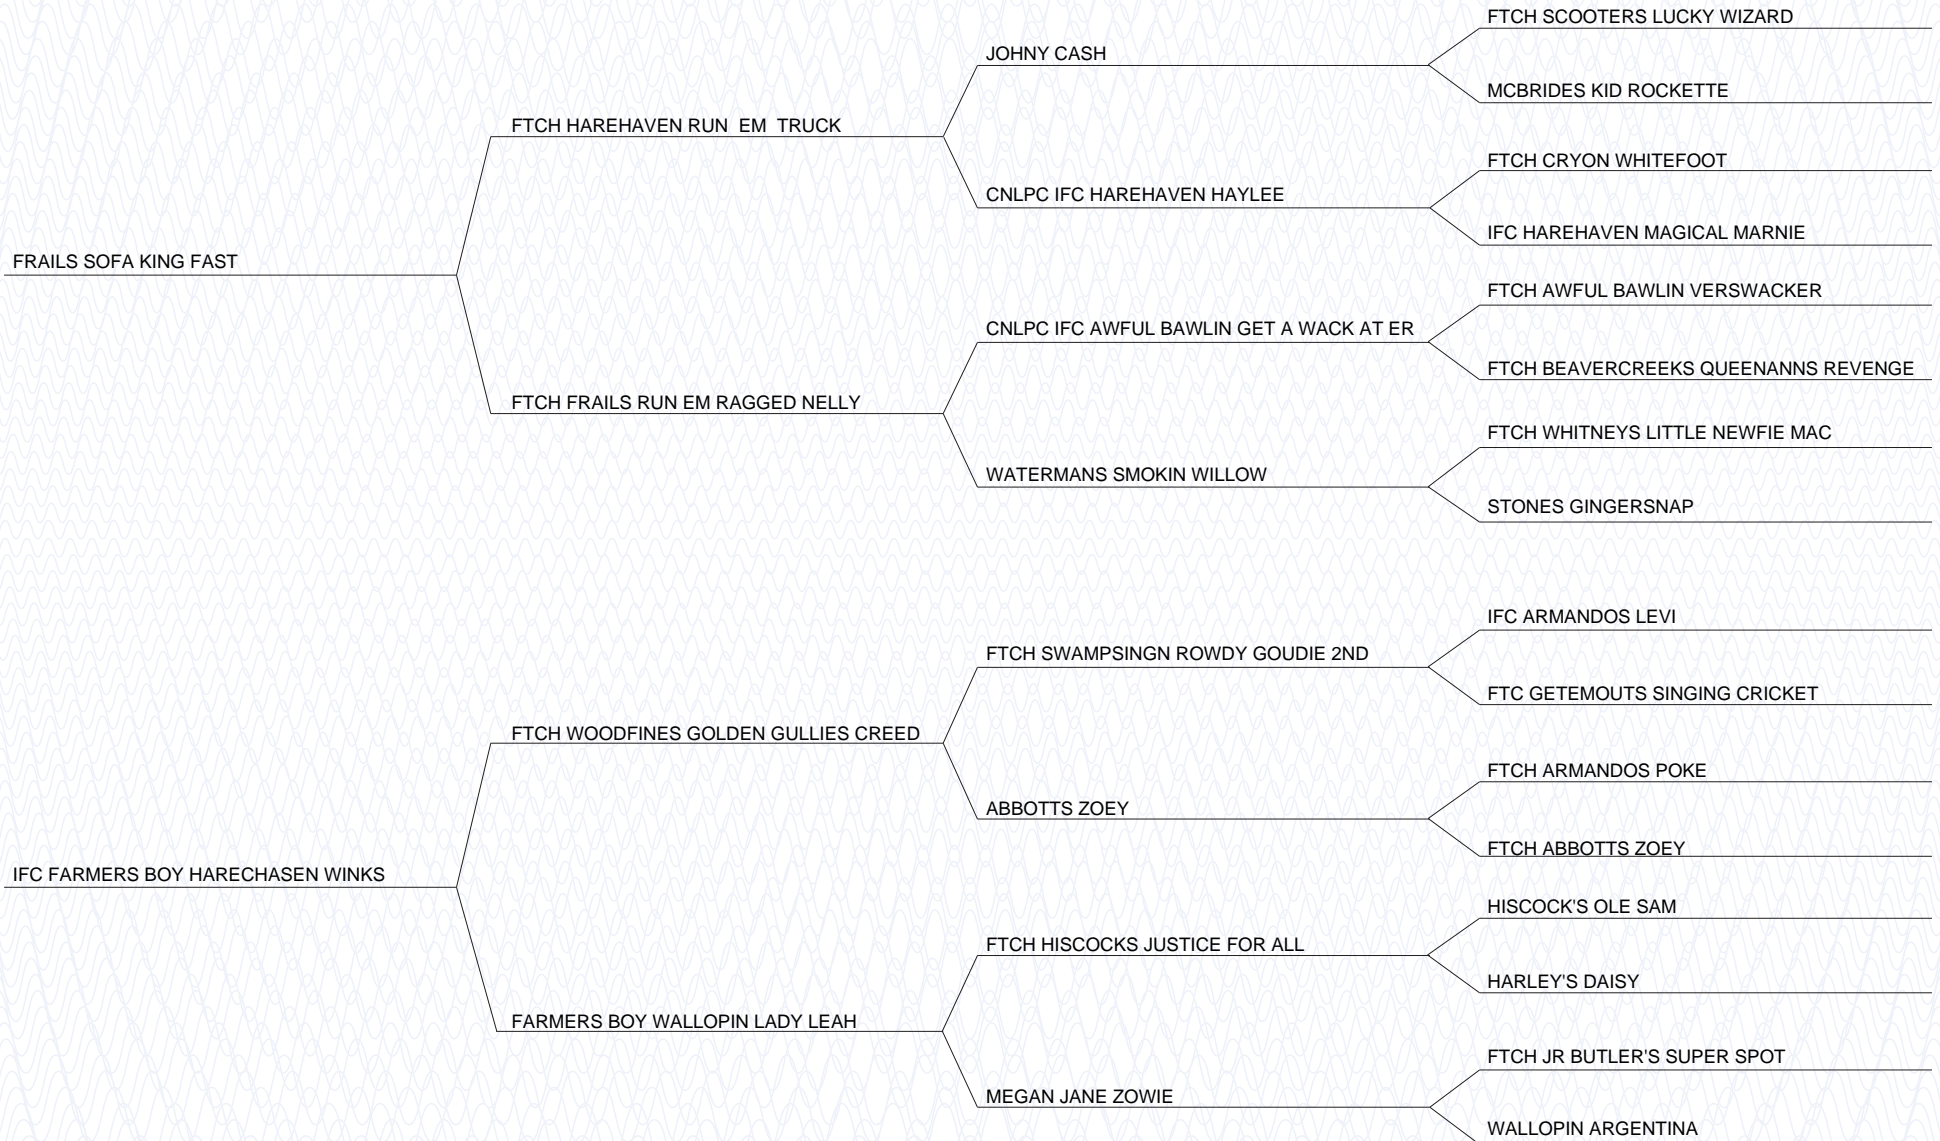 FTCH SCOOTERS LUCKY WIZARD
JOHNY CASH
MCBRIDES KID ROCKETTE
FTCH HAREHAVEN RUN  EM  TRUCK
FTCH CRYON WHITEFOOT
CNLPC IFC HAREHAVEN HAYLEE
IFC HAREHAVEN MAGICAL MARNIE
FRAILS SOFA KING FAST
FTCH AWFUL BAWLIN VERSWACKER
CNLPC IFC AWFUL BAWLIN GET A WACK AT ER
FTCH BEAVERCREEKS QUEENANNS REVENGE
FTCH FRAILS RUN EM RAGGED NELLY
FTCH WHITNEYS LITTLE NEWFIE MAC
WATERMANS SMOKIN WILLOW
STONES GINGERSNAP
IFC ARMANDOS LEVI
FTCH SWAMPSINGN ROWDY GOUDIE 2ND
FTC GETEMOUTS SINGING CRICKET
FTCH WOODFINES GOLDEN GULLIES CREED
FTCH ARMANDOS POKE
ABBOTTS ZOEY
FTCH ABBOTTS ZOEY
IFC FARMERS BOY HARECHASEN WINKS
HISCOCK'S OLE SAM
FTCH HISCOCKS JUSTICE FOR ALL
HARLEY'S DAISY
FARMERS BOY WALLOPIN LADY LEAH
FTCH JR BUTLER'S SUPER SPOT
MEGAN JANE ZOWIE
WALLOPIN ARGENTINA